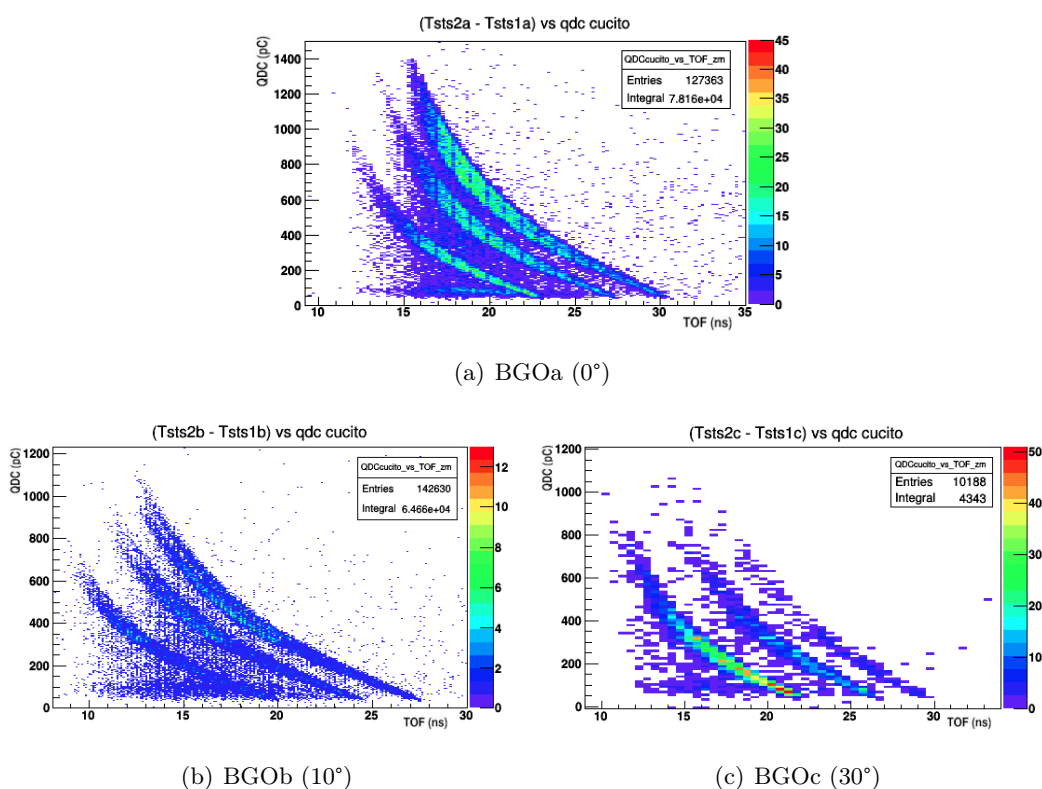 (Tsts2a - Tsts1a) vs qdc cucito
QDC (pC)
1400
1200
1000
800
600
400
200
0
10
15
20
25
30
35
TOF (ns)
QDCcucito_vs_TOF_zm
Entries 127363
Integral 7.816e+04
45
40
35
30
25
20
15
10
5
0
(a) BGOa (0°)
(Tsts2b - Tsts1b) vs qdc cucito
QDC (pC)
1200
1000
800
600
400
200
0
10
15
20
25
30
TOF (ns)
QDCcucito_vs_TOF_zm
Entries 142630
Integral 6.466e+04
12
10
8
6
4
2
0
(b) BGOb (10°)
(Tsts2c - Tsts1c) vs qdc cucito
QDC (pC)
1200
1000
800
600
400
200
0
10
15
20
25
30
TOF (ns)
QDCcucito_vs_TOF_zm
Entries 10188
Integral 4343
50
40
30
20
10
0
(c) BGOc (30°)